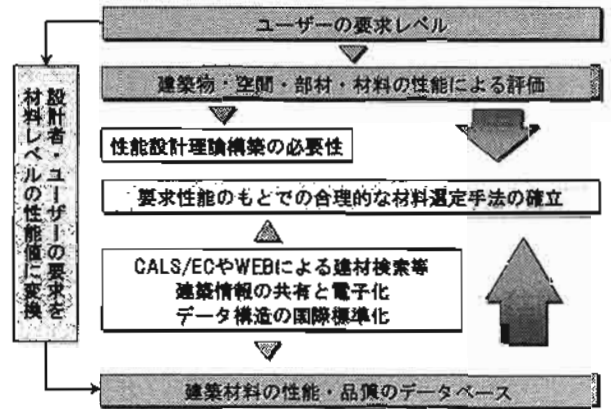 ユーザーの要求レベル
建築物・空間・部材・材料の性能による評価
設計者・ユーザーの要求を
材料レベルの性能値に変換
性能設計理論構築の必要性
要求性能のもとでの合理的な材料選定手法の確立
CALS/ECやWEBによる建材検索等
建築情報の共有と電子化
データ構造の国際標準化
建築材料の性能・品質のデータベース